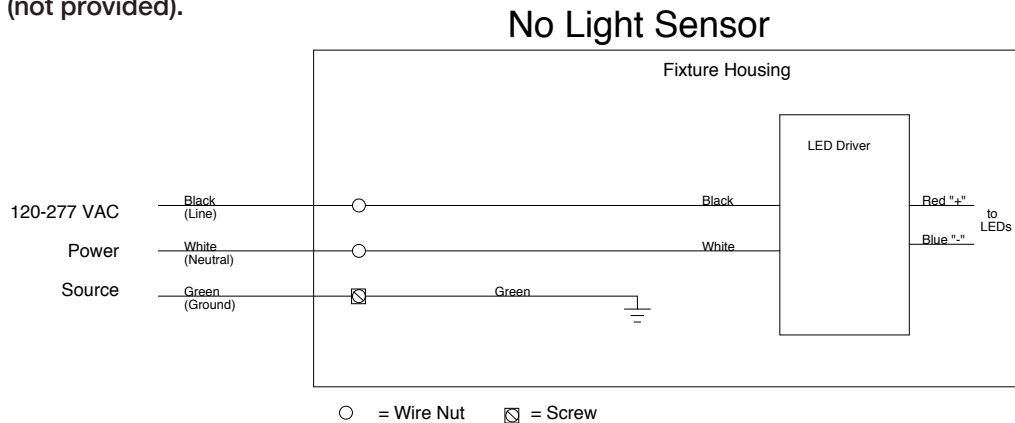 (not provided).
No Light Sensor
Fixture Housing
LED Driver
120-277 VAC
Power
Source
Black
(Line)
White
(Neutral)
Green
(Ground)
Black
White
Green
Red "+"
Blue "-"
to
LEDs
= Wire Nut
= Screw